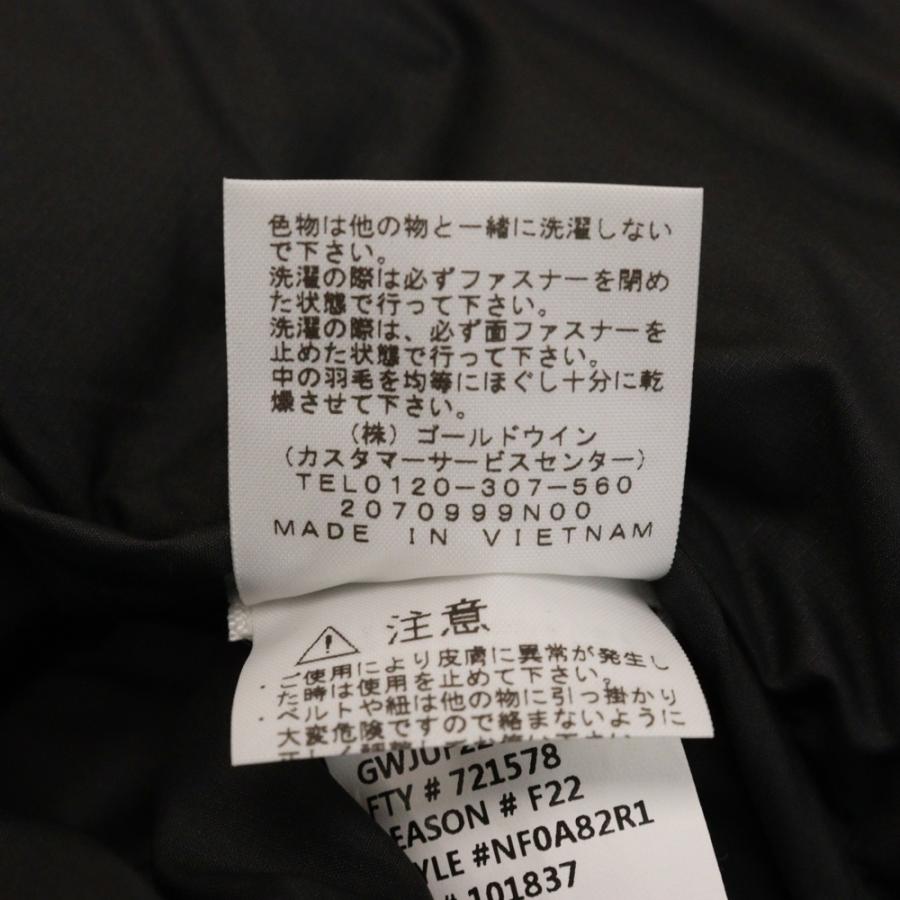 色物は他の物と一緒に洗濯しない
で下さい。
洗濯の際は必ずファスナーを閉め
た状態で行って下さい。
洗濯の際は、必ず面ファスナーを
止めた状態で行って下さい。
中の羽毛を均等にほぐし十分に乾
燥させて下さい。
(株)ゴールドウイン
(カスタマーサービスセンター)
TEL0120-307-560
2070999N00
MADE IN VIETNAM
注意
・ご使用により皮膚に異常が発生し
た時は使用を止めて下さい。
・ベルトや紐は他の物に引っ掛かり
大変危険ですので絡まないように
FTY # 721578
EASON # F22
YLE #NF0A82R1
#101837